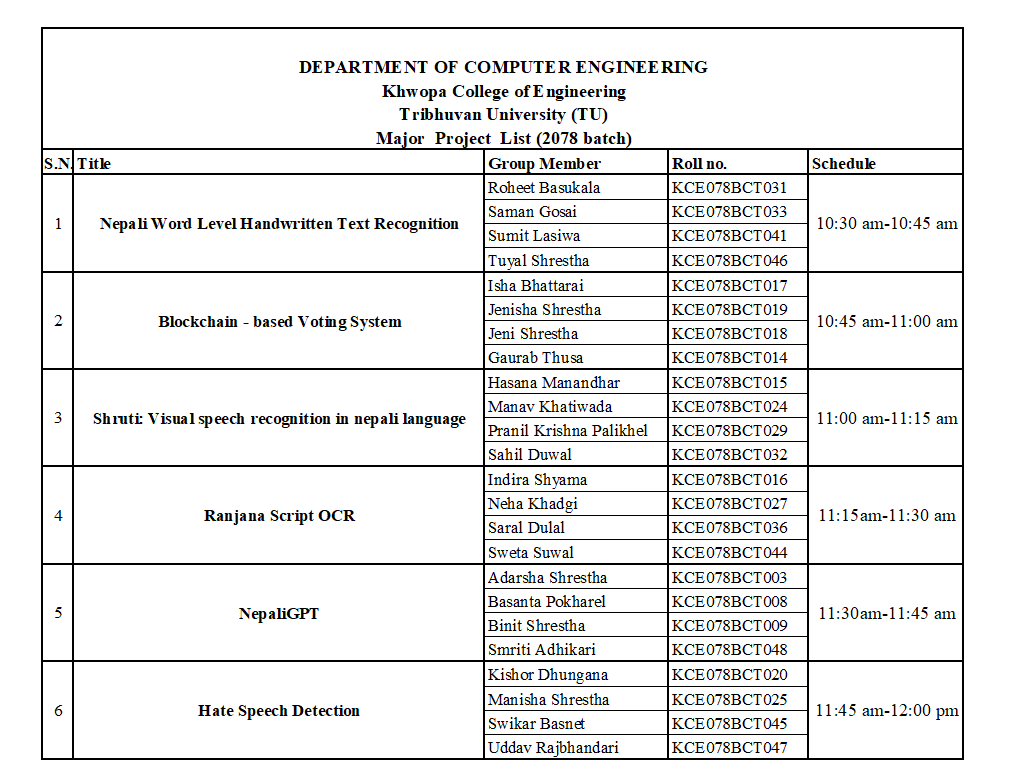 DEPARTMENT OF COMPUTER ENGINEERING
Khwopa College of Engineering
Tribhuvan University (TU)
Major Project List (2078 batch)
S.N. Title Group Member Roll no. Schedule
1 Nepali Word Level Handwritten Text Recognition 10:30 am-10:45 am
Roheet Basukala KCE078BCT031
Saman Gosai KCE078BCT033
Sumit Lasiwa KCE078BCT041
Tuyal Shrestha KCE078BCT046
2 Blockchain - based Voting System 10:45 am-11:00 am
Isha Bhattarai KCE078BCT017
Jenisha Shrestha KCE078BCT019
Jeni Shrestha KCE078BCT018
Gaurab Thusa KCE078BCT014
3 Shruti: Visual speech recognition in nepali language 11:00 am-11:15 am
Hasana Manandhar KCE078BCT015
Manav Khatiwada KCE078BCT024
Pranil Krishna Palikhel KCE078BCT029
Sahil Duwal KCE078BCT032
4 Ranjana Script OCR 11:15am-11:30 am
Indira Shyama KCE078BCT016
Neha Khadgi KCE078BCT027
Saral Dulal KCE078BCT036
Sweta Suwal KCE078BCT044
5 NepaliGPT 11:30am-11:45 am
Adarsha Shrestha KCE078BCT003
Basanta Pokharel KCE078BCT008
Binit Shrestha KCE078BCT009
Smriti Adhikari KCE078BCT048
6 Hate Speech Detection 11:45 am-12:00 pm
Kishor Dhungana KCE078BCT020
Manisha Shrestha KCE078BCT025
Swikar Basnet KCE078BCT045
Uddav Rajbhandari KCE078BCT047